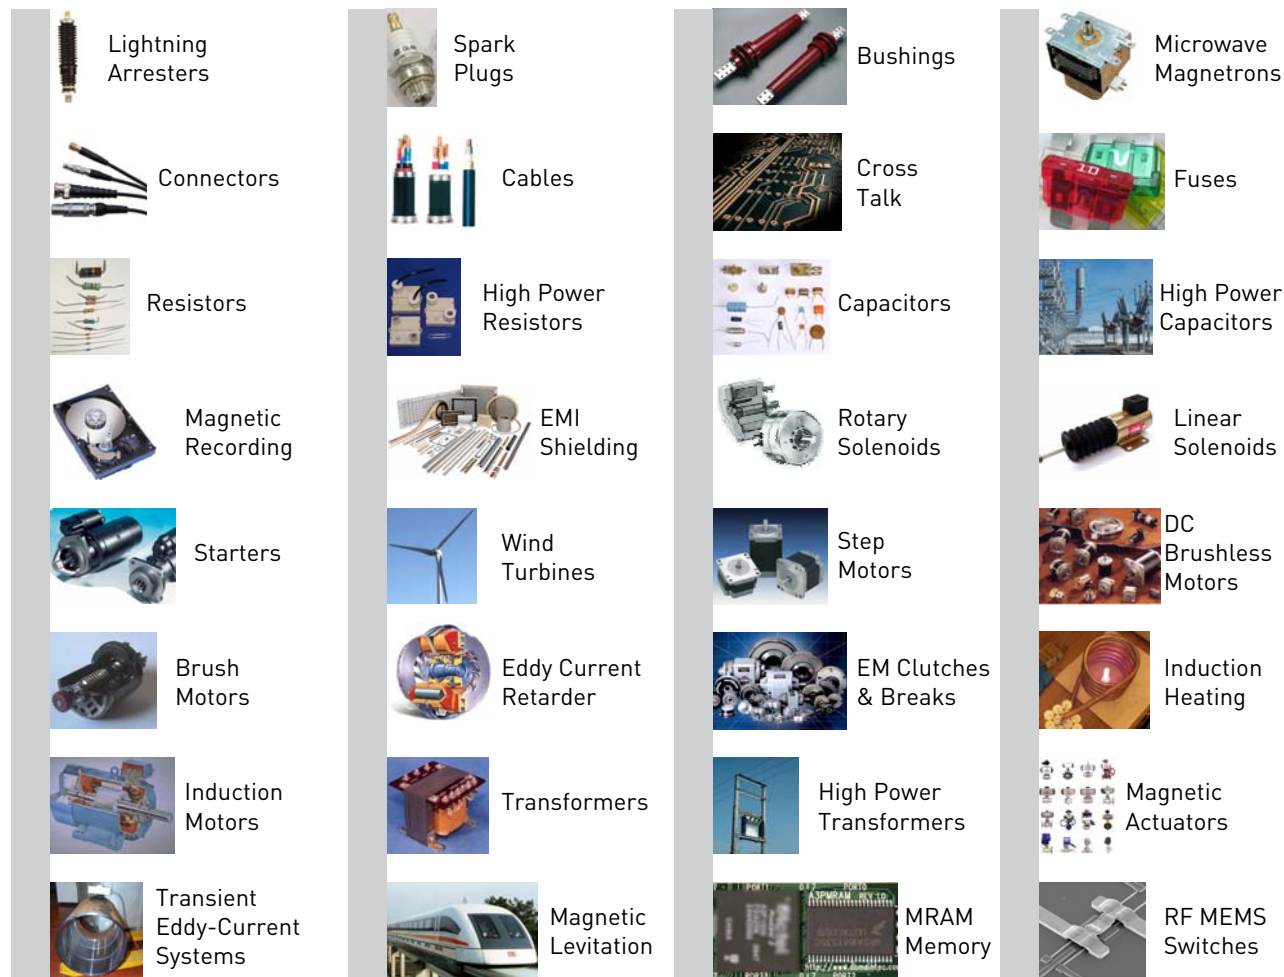 Lightning
Arresters
Spark
Plugs
Bushings
Microwave
Magnetrons
Connectors
Cables
Cross
Talk
10
Fuses
Resistors
High Power
Resistors
Capacitors
High Power
Capacitors
Magnetic
Recording
EMI
Shielding
Rotary
Solenoids
Linear
Solenoids
Starters
Wind
Turbines
Step
Motors
DC
Brushless
Motors
Brush
Motors
Eddy Current
Retarder
EM Clutches
& Breaks
Induction
Heating
Induction
Motors
Transformers
High Power
Transformers
Magnetic
Actuators
Transient
Eddy-Current
Systems
Magnetic
Levitation
A3PMRAM
MRAM
Memory
RF MEMS
Switches